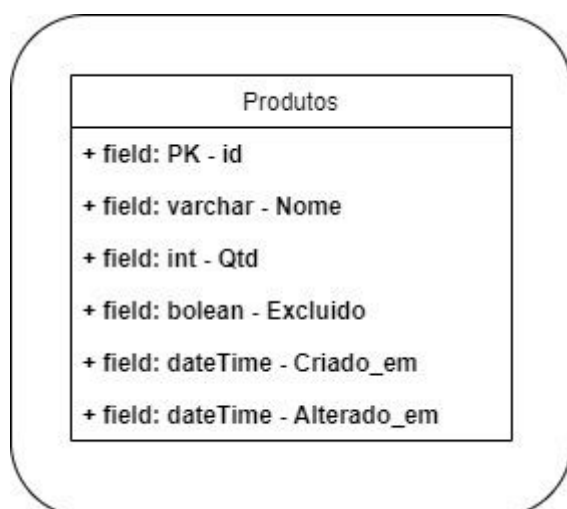 Produtos
+ field: PK - id
+ field: varchar - Nome
+ field: int - Qtd
+ field: bolean - Excluido
+ field: dateTime - Criado_em
+ field: dateTime - Alterado_em